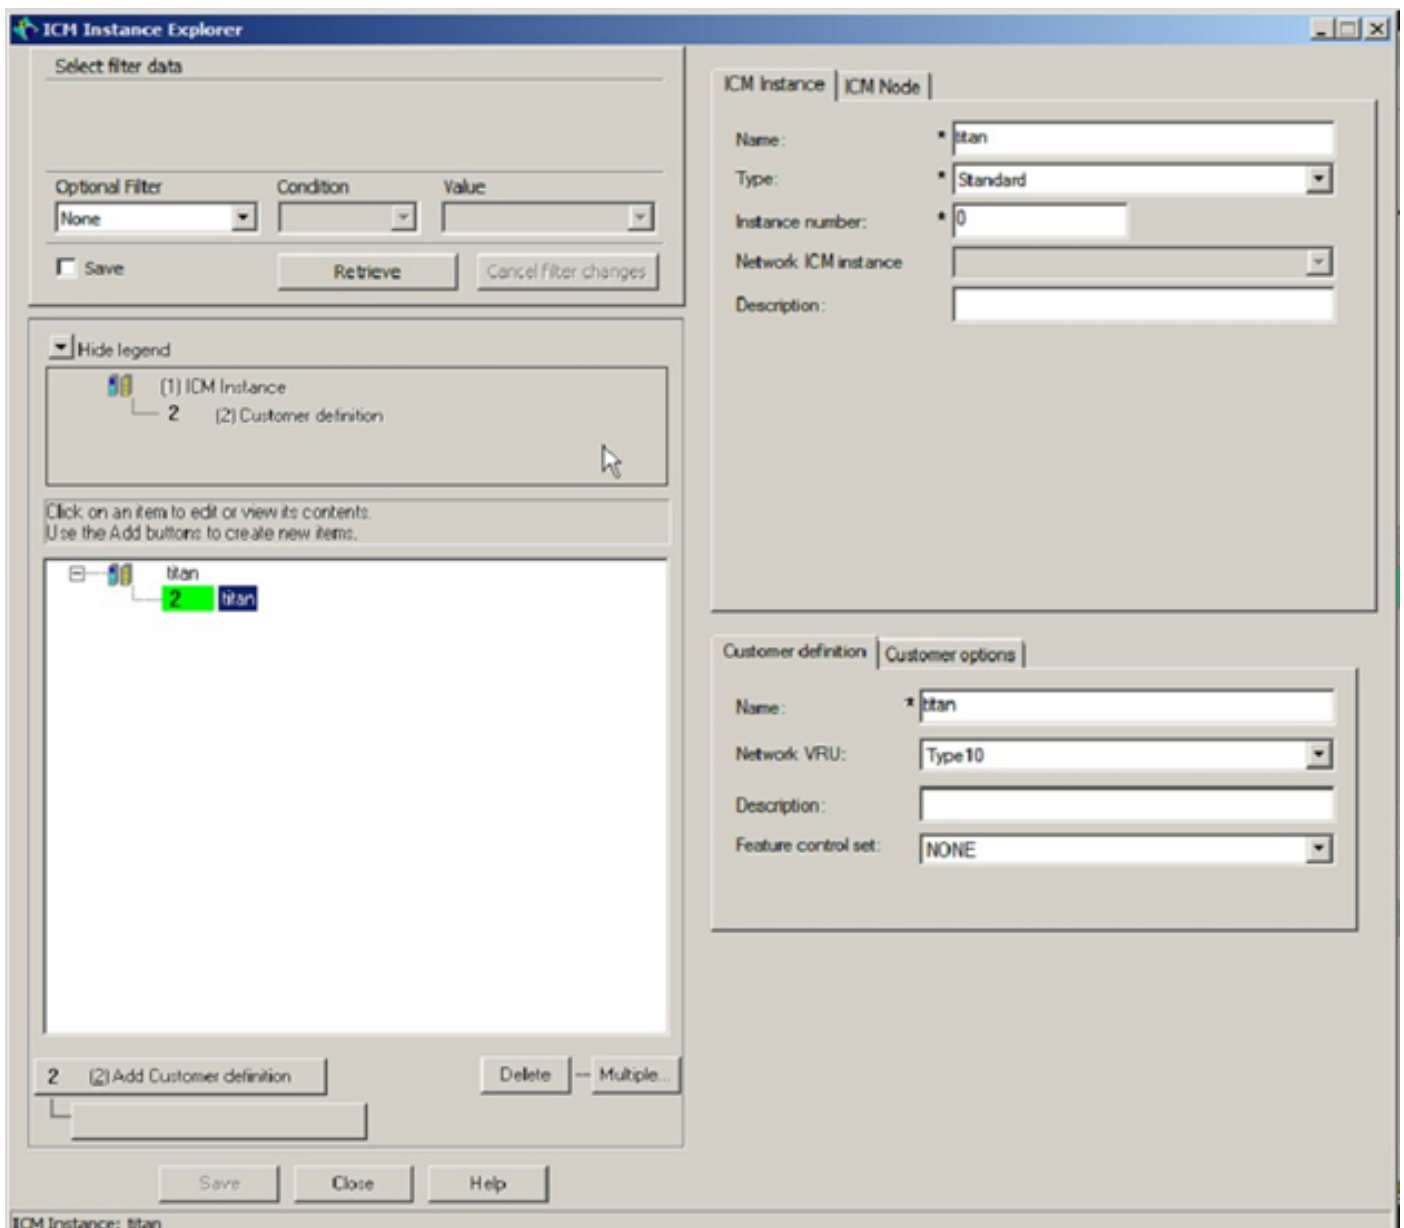 ICM Instance Explorer
Select filter data
Optional Filter Condition Value
None
Save Retrieve Cancel filter changes
Hide legend
(1) ICM Instance
2 (2) Customer definition
Click on an item to edit or view its contents.
Use the Add buttons to create new items.
titan
2 titan
2 (2) Add Customer definition Delete Multiple...
Save Close Help
ICM Instance: titan
ICM Instance ICM Node
Name: * titan
Type: * Standard
Instance number: * 0
Network ICM instance
Description:
Customer definition Customer options
Name: * titan
Network VRU: Type10
Description:
Feature control set: NONE